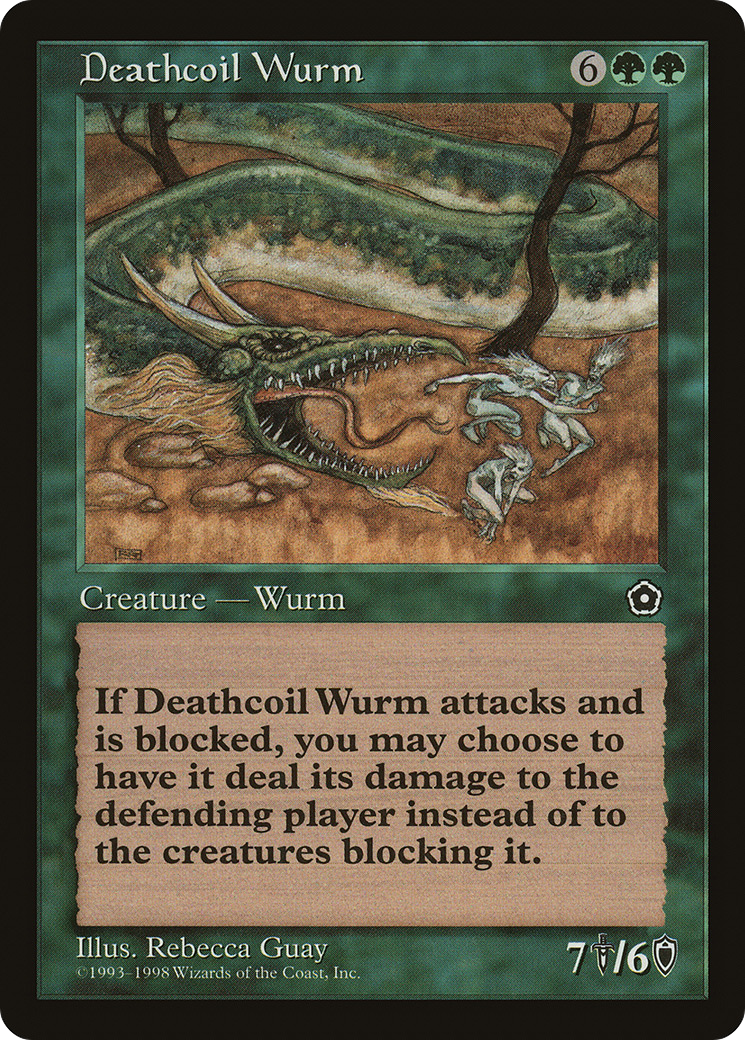 Deathcoil Wurm 6
Creature — Wurm
If Deathcoil Wurm attacks and
is blocked, you may choose to
have it deal its damage to the
defending player instead of to
the creatures blocking it.
Illus. Rebecca Guay
©1993–1998 Wizards of the Coast, Inc.
7/6